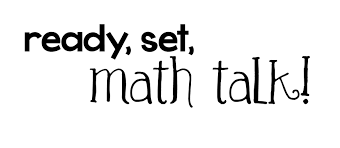 ready, set,
math talk!